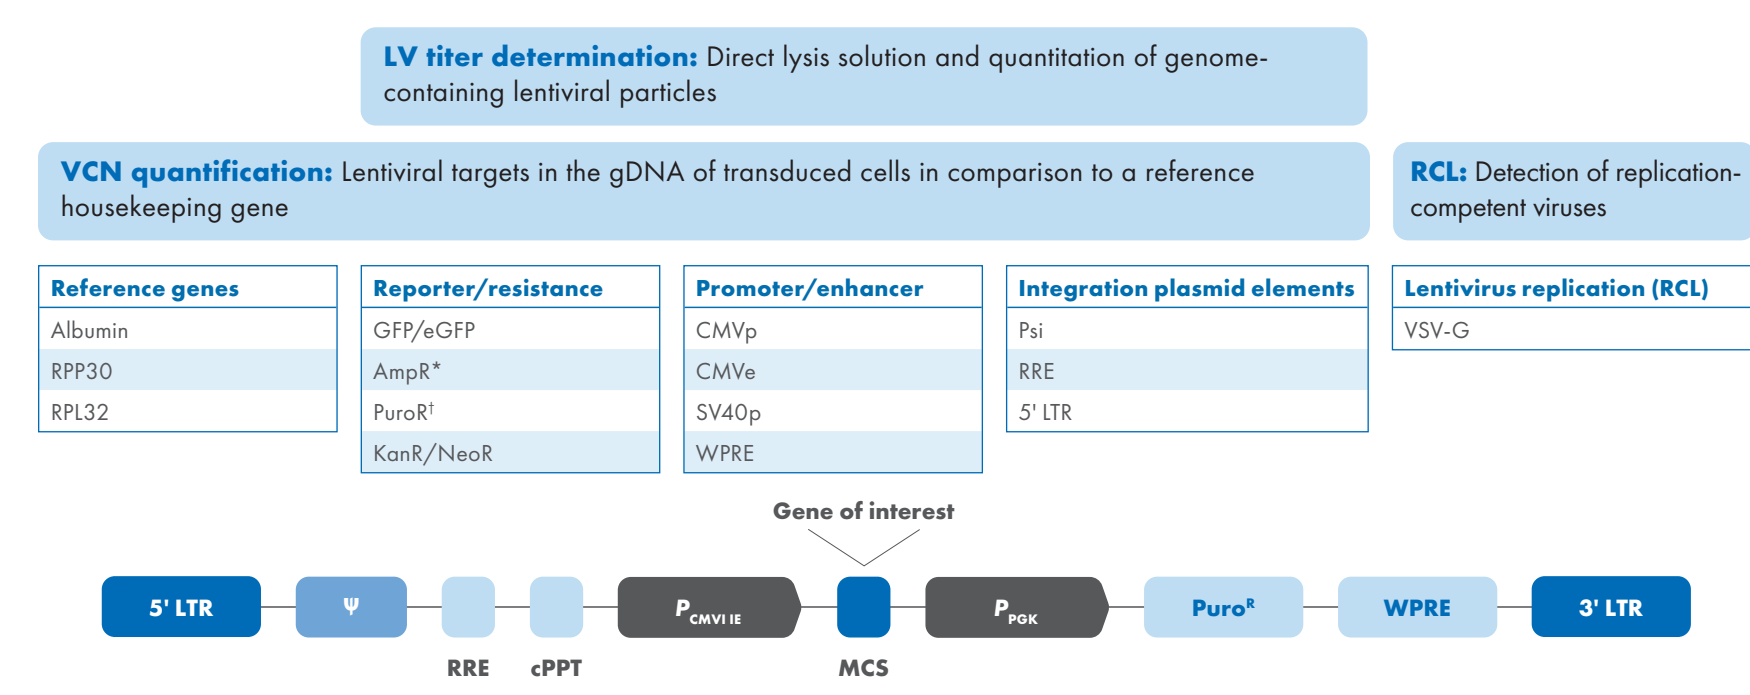 LV titer determination: Direct lysis solution and quantitation of genome-
containing lentiviral particles
VCN quantification: Lentiviral targets in the gDNA of transduced cells in comparison to a reference
housekeeping gene
RCL: Detection of replication-
competent viruses
Reference genes
Albumin
RPP30
RPL32
Reporter/resistance
GFP/eGFP
AmpR*
PuroR†
KanR/NeoR
Promoter/enhancer
CMVp
CMVe
SV40p
WPRE
Integration plasmid elements
Psi
RRE
5' LTR
Lentivirus replication (RCL)
VSV-G
Gene of interest
5' LTR
Ψ
RRE
cPPT
PCMVI IE
MCS
PPGK
PuroR
WPRE
3' LTR